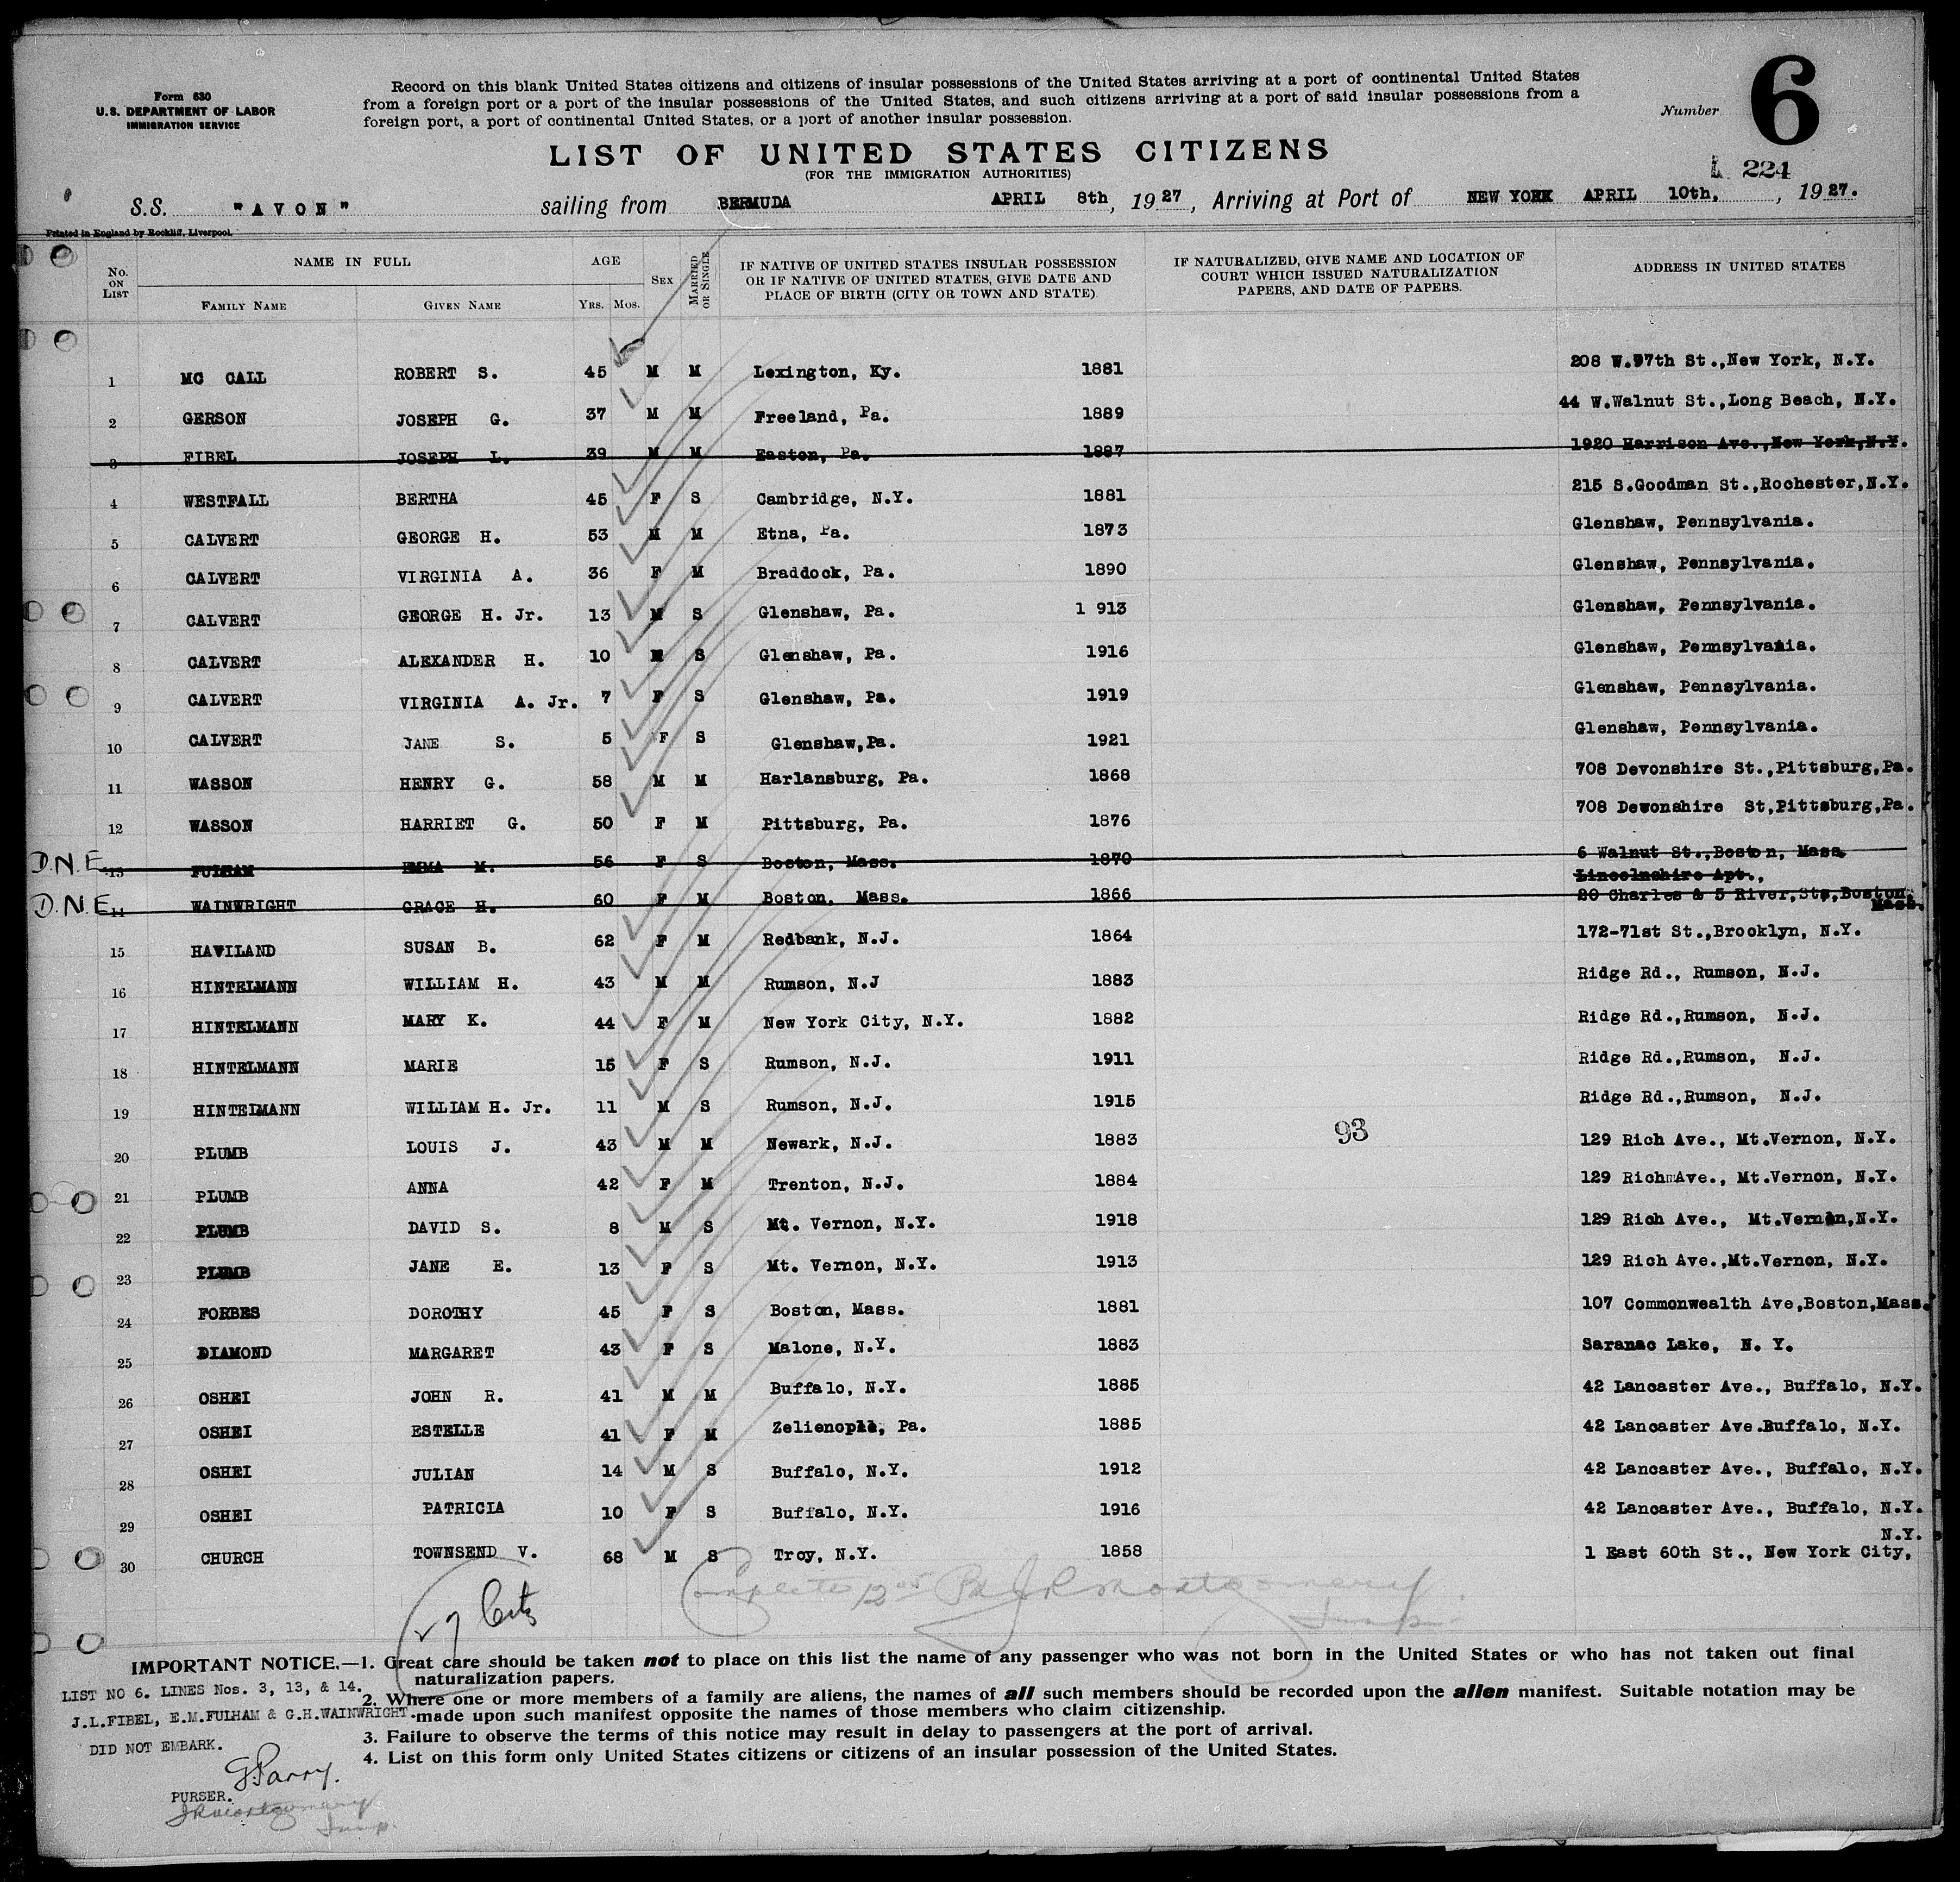 Form 630
U.S. DEPARTMENT OF LABOR
IMMIGRATION SERVICE
Record on this blank United States citizens and citizens of insular possessions of the United States arriving at a port of continental United States
from a foreign port or a port of the insular possessions of the United States, and such citizens arriving at a port of said insular possessions from a
foreign port, a port of continental United States, or a port of another insular possession.
Number 6
LIST OF UNITED STATES CITIZENS
(FOR THE IMMIGRATION AUTHORITIES)
L 224
S.S. "AVON" sailing from BERMUDA APRIL 8th, 1927, Arriving at Port of NEW YORK APRIL 10th, , 1927.
Printed in England by Rockliff, Liverpool.
No. ON LIST NAME IN FULL FAMILY NAME GIVEN NAME AGE YRS. MOS. SEX MARRIED OR SINGLE IF NATIVE OF UNITED STATES INSULAR POSSESSION OR IF NATIVE OF UNITED STATES, GIVE DATE AND PLACE OF BIRTH (CITY OR TOWN AND STATE) IF NATURALIZED, GIVE NAME AND LOCATION OF COURT WHICH ISSUED NATURALIZATION PAPERS, AND DATE OF PAPERS. ADDRESS IN UNITED STATES
1 MC CALL ROBERT S. 45 M M Lexington, Ky. 1881 208 W.97th St.,New York, N.Y.
2 GERSON JOSEPH G. 37 M M Freeland, Pa. 1889 44 W.Walnut St.,Long Beach, N.Y.
3 FIBEL JOSEPH L. 39 M M Easton, Pa. 1887 1920 Harrison Ave.,New York,N.Y.
4 WESTFALL BERTHA 45 F S Cambridge, N.Y. 1881 215 S.Goodman St.,Rochester,N.Y.
5 CALVERT GEORGE H. 53 M M Etna, Pa. 1873 Glenshaw, Pennsylvania.
6 CALVERT VIRGINIA A. 36 F M Braddock, Pa. 1890 Glenshaw, Pennsylvania.
7 CALVERT GEORGE H. Jr. 13 M S Glenshaw, Pa. 1 913 Glenshaw, Pennsylvania.
8 CALVERT ALEXANDER H. 10 M S Glenshaw, Pa. 1916 Glenshaw, Pennsylvania.
9 CALVERT VIRGINIA A. Jr. 7 F S Glenshaw, Pa. 1919 Glenshaw, Pennsylvania.
10 CALVERT JANE S. 5 F S Glenshaw,Pa. 1921 Glenshaw, Pennsylvania.
11 WASSON HENRY G. 58 M M Harlansburg, Pa. 1868 708 Devonshire St.,Pittsburg,Pa.
12 WASSON HARRIET G. 50 F M Pittsburg, Pa. 1876 708 Devonshire St,Pittsburg,Pa.
D.N.E. 13 FULHAM EMMA M. 56 F S Boston, Mass. 1870 6 Walnut St.,Boston, Mass.
Lincolnshire Apt.,
D.N.E. 14 WAINWRIGHT GRACE H. 60 F M Boston, Mass. 1866 20 Charles & 5 River,Sts,Boston,
Mass.
15 HAVILAND SUSAN B. 62 F M Redbank, N.J. 1864 172-71st St.,Brooklyn, N.Y.
16 HINTELMANN WILLIAM H. 43 M M Rumson, N.J 1883 Ridge Rd., Rumson, N.J.
17 HINTELMANN MARY K. 44 F M New York City, N.Y. 1882 Ridge Rd.,Rumson, N.J.
18 HINTELMANN MARIE 15 F S Rumson, N.J. 1911 Ridge Rd.,Rumson, N.J.
19 HINTELMANN WILLIAM H. Jr. 11 M S Rumson, N.J. 1915 Ridge Rd.,Rumson, N.J.
93
20 PLUMB LOUIS J. 43 M M Newark, N.J. 1883 129 Rich Ave., Mt.Vernon, N.Y.
21 PLUMB ANNA 42 F M Trenton, N.J. 1884 129 RichmAve., Mt.Vernon, N.Y.
22 PLUMB DAVID S. 8 M S Mt. Vernon, N.Y. 1918 129 Rich Ave., Mt.Vernon,N.Y.
23 PLUMB JANE E. 13 F S Mt. Vernon, N.Y. 1913 129 Rich Ave.,Mt.Vernon, N.Y.
24 FORBES DOROTHY 45 F S Boston, Mass. 1881 107 Commonwealth Ave,Boston,Mass.
25 DIAMOND MARGARET 43 F S Malone, N.Y. 1883 Saranac Lake, N. Y.
26 OSHEI JOHN R. 41 M M Buffalo, N.Y. 1885 42 Lancaster Ave., Buffalo, N.Y.
27 OSHEI ESTELLE 41 F M Zelienople, Pa. 1885 42 Lancaster Ave.Buffalo, N.Y.
28 OSHEI JULIAN 14 M S Buffalo, N.Y. 1912 42 Lancaster Ave., Buffalo, N.Y.
29 OSHEI PATRICIA 10 F S Buffalo, N.Y. 1916 42 Lancaster Ave., Buffalo, N.Y.
N.Y.
30 CHURCH TOWNSEND V. 68 M S Troy, N.Y. 1858 1 East 60th St., New York City,
Complete JR Montgomery
Insp.
IMPORTANT NOTICE.—1. Great care should be taken not to place on this list the name of any passenger who was not born in the United States or who has not taken out final
naturalization papers.
2. Where one or more members of a family are aliens, the names of all such members should be recorded upon the alien manifest. Suitable notation may be
made upon such manifest opposite the names of those members who claim citizenship.
3. Failure to observe the terms of this notice may result in delay to passengers at the port of arrival.
4. List on this form only United States citizens or citizens of an insular possession of the United States.
LIST NO 6. LINES Nos. 3, 13, & 14.
J.L.FIBEL, E.M.FULHAM & G.H.WAINWRIGHT.
DID NOT EMBARK.
G Parry.
PURSER.
JR Montgomery
Insp.